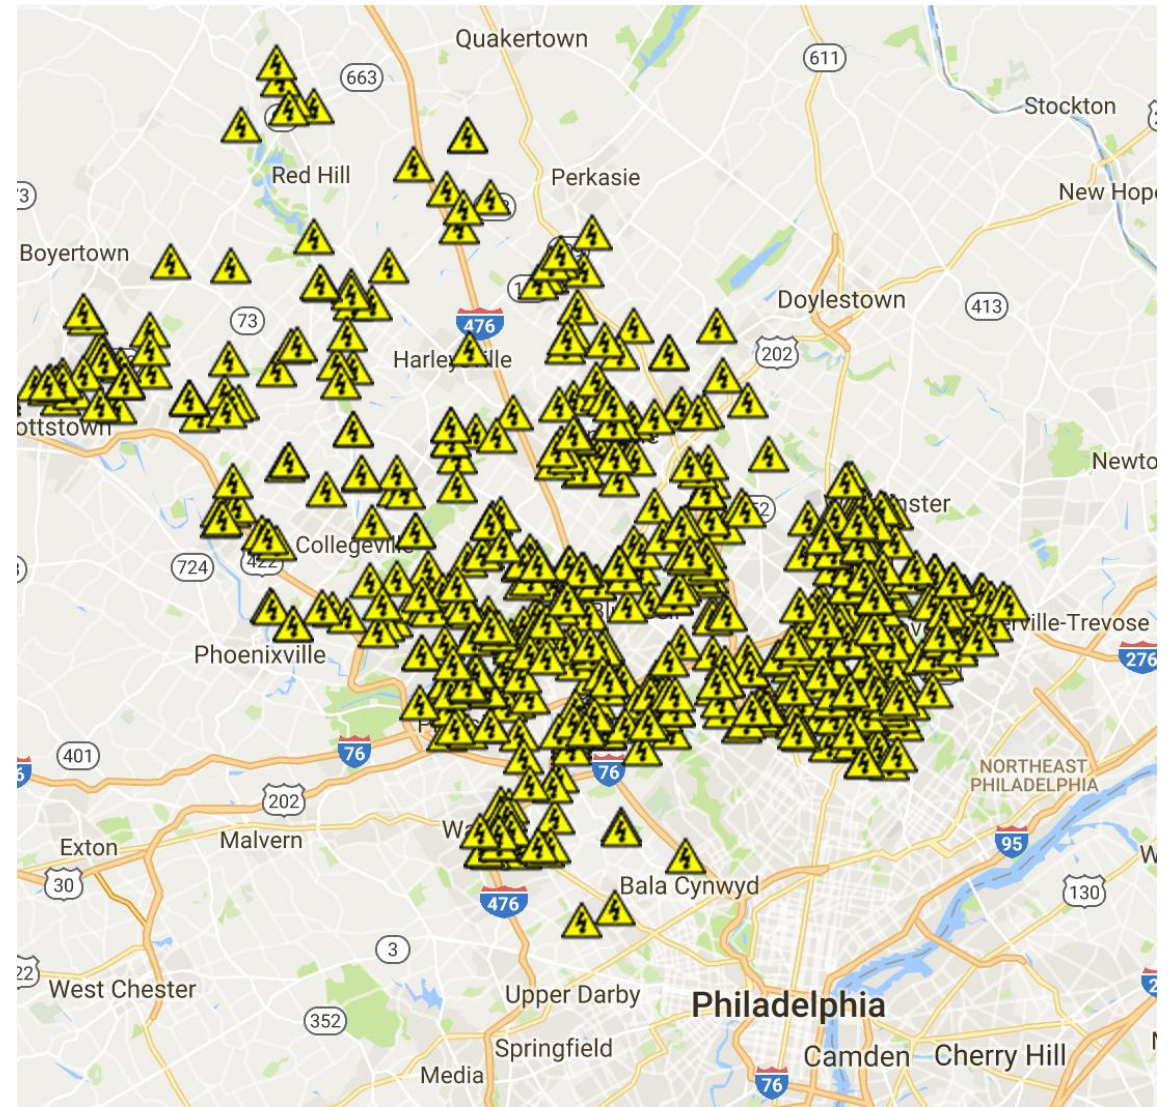 Quakertown
611
663
Stockton
Red Hill
Perkasie
New Hop
Boyertown
Doylestown
413
73
476
202
Harley ville
ottstown
Newto
nster
Collegeville
724
422
erville-Trevose
Phoenixville
276
401
76
76
NORTHEAST
PHILADELPHIA
202
Malvern
Wa
Exton
95
30
Bala Cynwyd
130
476
3
West Chester
Upper Darby
Philadelphia
352
Springfield
Camden
Cherry Hill
Media
76